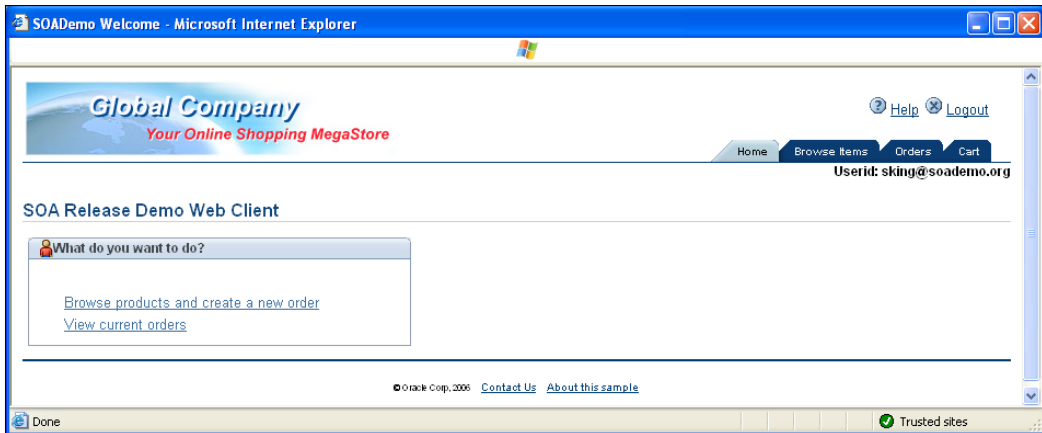 SOADemo Welcome - Microsoft Internet Explorer
Global Company
Your Online Shopping MegaStore
Help Logout
Home Browse Items Orders Cart
Userid: sking@soademo.org
SOA Release Demo Web Client
What do you want to do?
Browse products and create a new order
View current orders
© Oracle Corp, 2006 Contact Us About this sample
Done Trusted sites